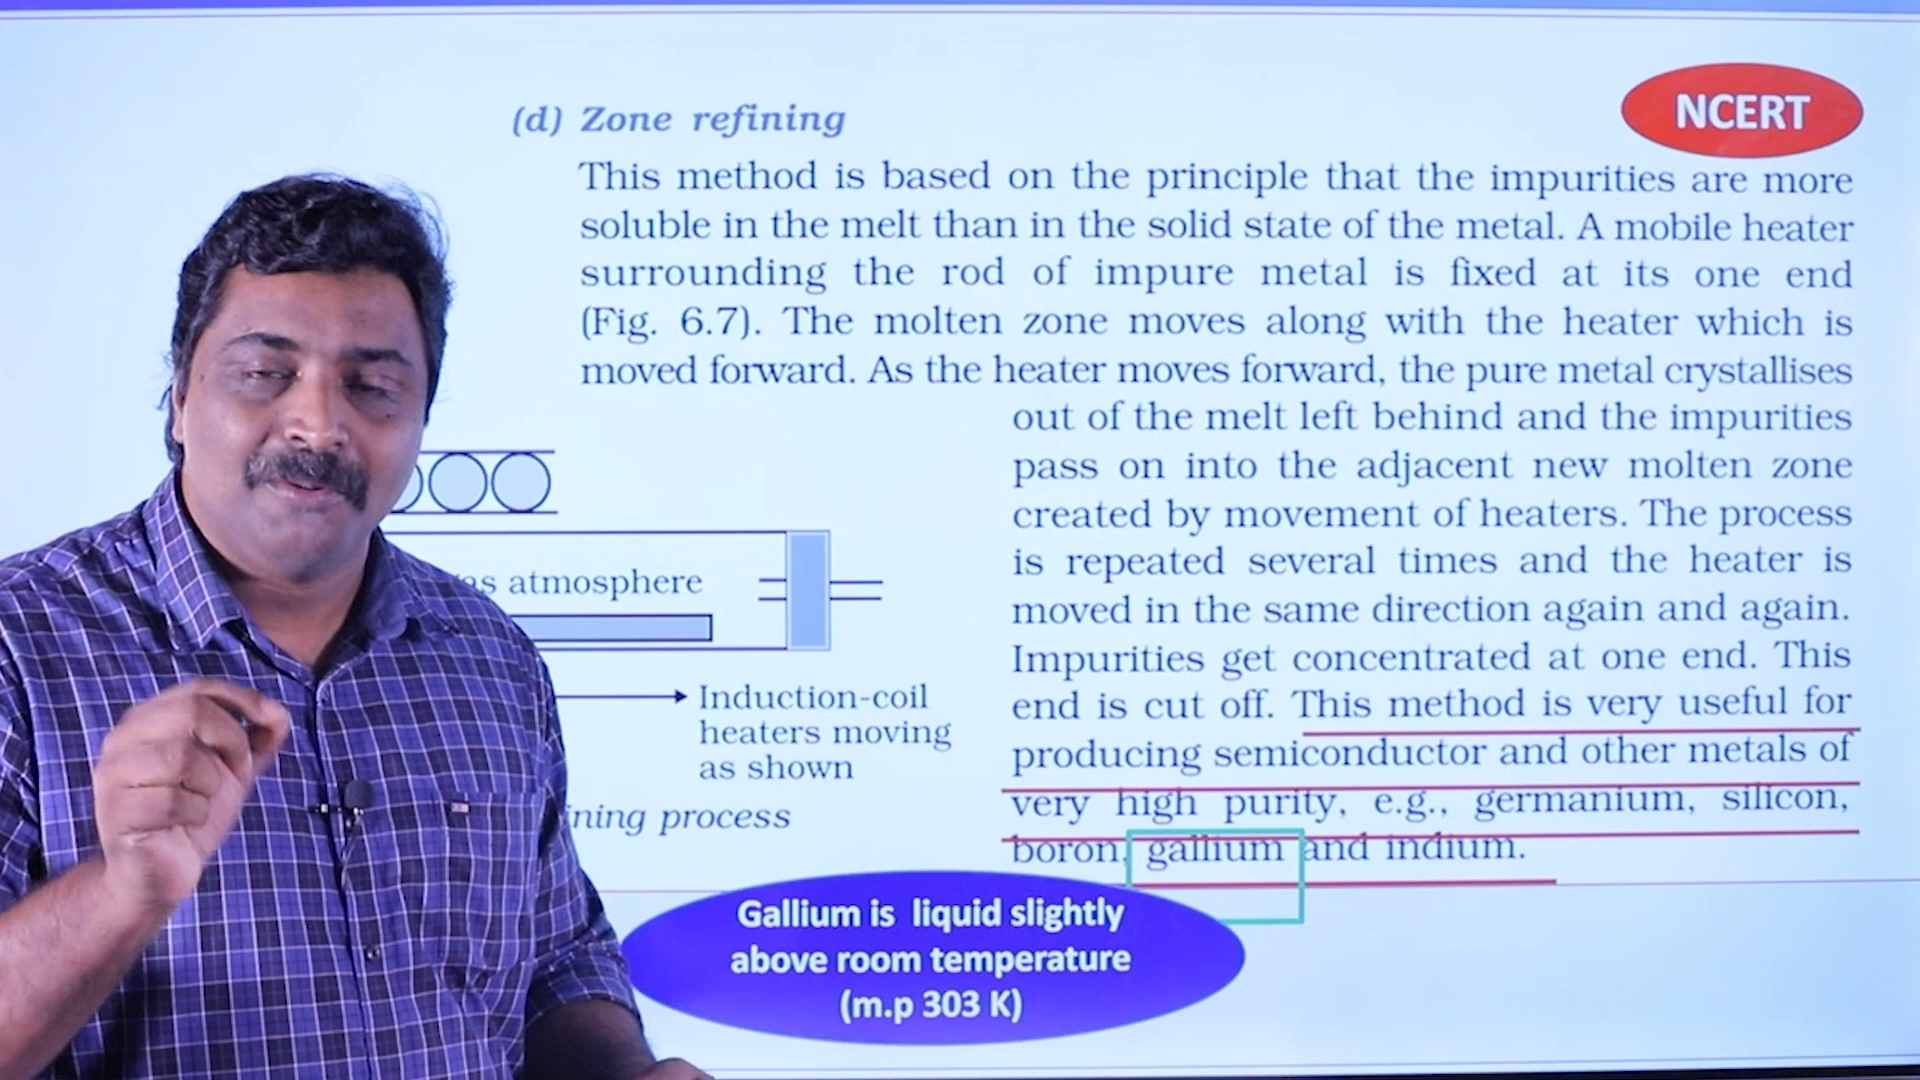 NCERT
(d) Zone refining
This method is based on the principle that the impurities are more
soluble in the melt than in the solid state of the metal. A mobile heater
surrounding the rod of impure metal is fixed at its one end
(Fig. 6.7). The molten zone moves along with the heater which is
moved forward. As the heater moves forward, the pure metal crystallises
out of the melt left behind and the impurities
pass on into the adjacent new molten zone
created by movement of heaters. The process
is repeated several times and the heater is
moved in the same direction again and again.
Impurities get concentrated at one end. This
end is cut off. This method is very useful for
producing semiconductor and other metals of
very high purity, e.g., germanium, silicon,
boron, gallium and indium.
atmosphere
Induction-coil
heaters moving
as shown
process
Gallium is liquid slightly
above room temperature
(m.p 303 K)